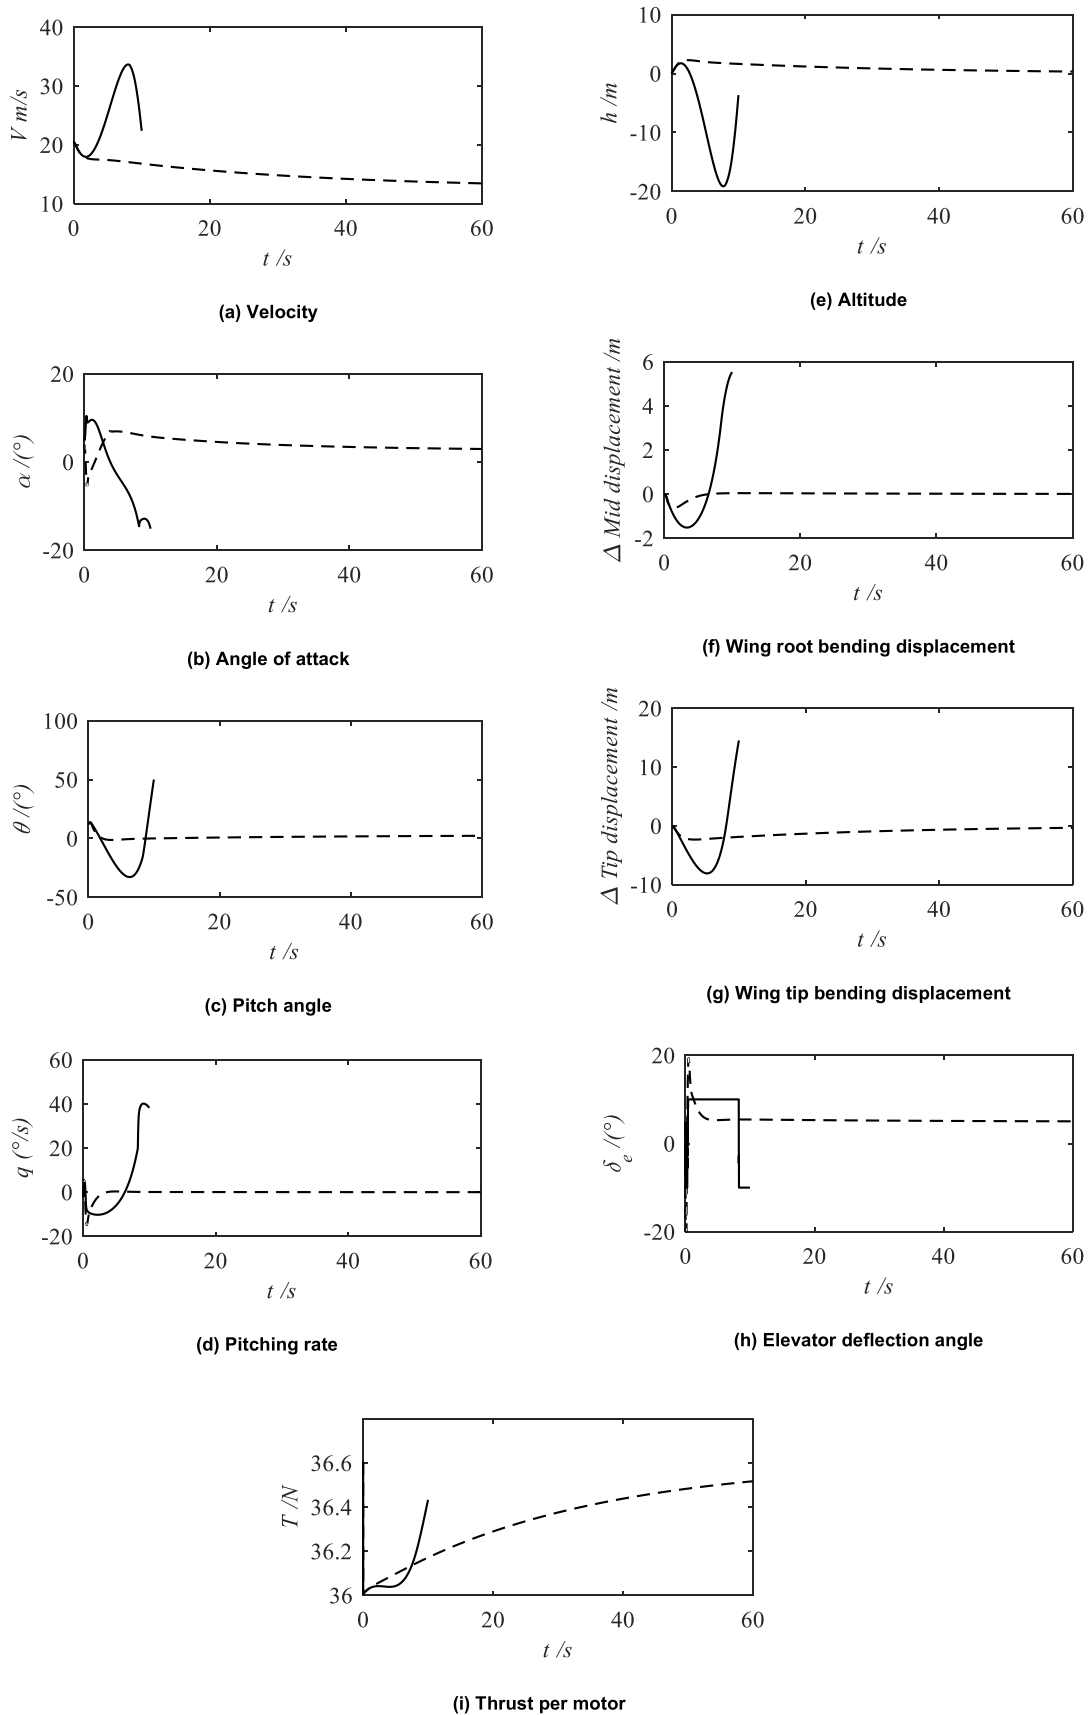 40
30
20
10
V m/s
0
20
40
60
t /s
(a) Velocity
10
0
-10
-20
h /m
0
20
40
60
t /s
(e) Altitude
20
0
-20
α /(°)
0
20
40
60
t /s
(b) Angle of attack
6
4
2
0
-2
Δ Mid displacement /m
0
20
40
60
t /s
(f) Wing root bending displacement
100
50
0
-50
θ /(°)
0
20
40
60
t /s
(c) Pitch angle
20
10
0
-10
Δ Tip displacement /m
0
20
40
60
t /s
(g) Wing tip bending displacement
60
40
20
0
-20
q (°/s)
0
20
40
60
t /s
(d) Pitching rate
20
0
-20
δe /(°)
0
20
40
60
t /s
(h) Elevator deflection angle
36.6
36.4
36.2
36
T /N
0
20
40
60
t /s
(i) Thrust per motor